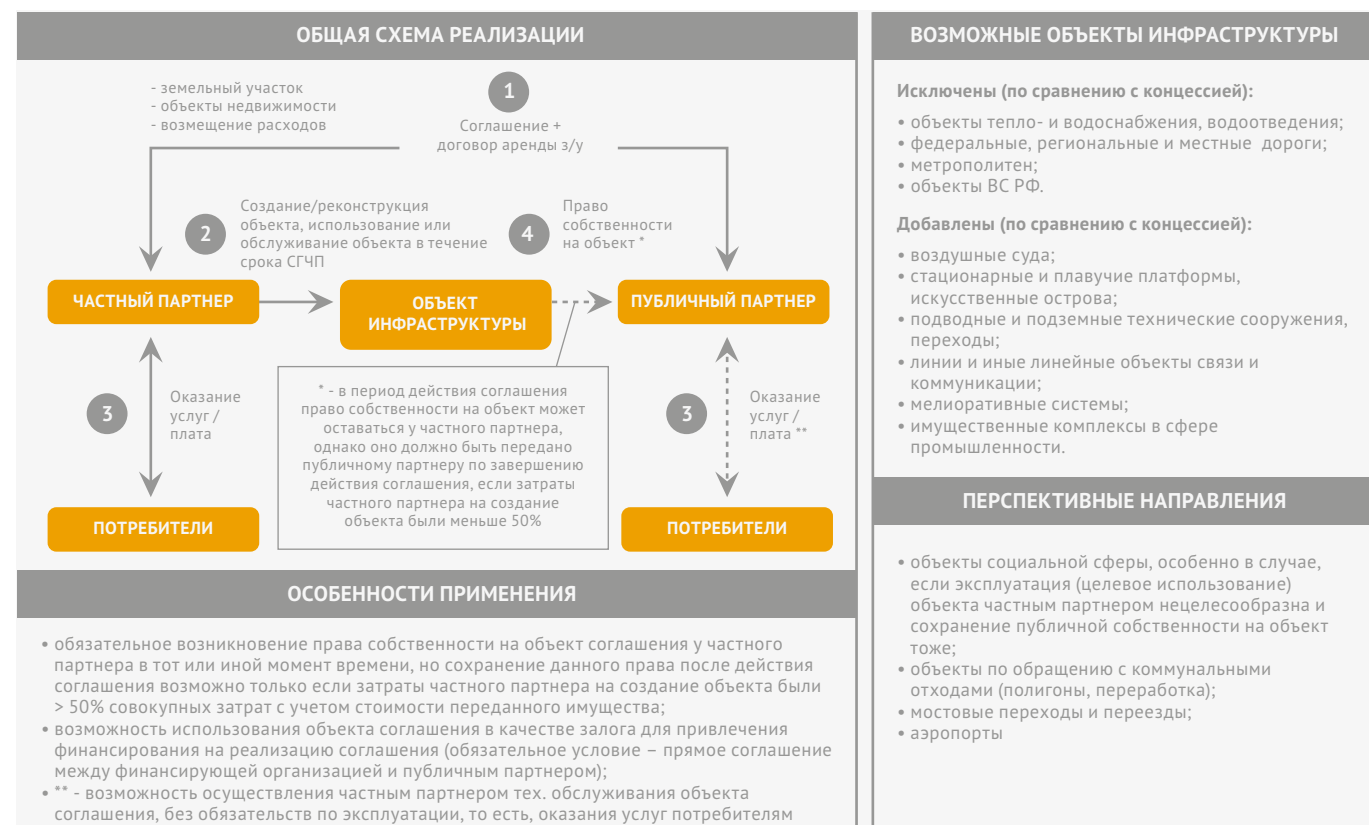 ОБЩАЯ СХЕМА РЕАЛИЗАЦИИ
- земельный участок
- объекты недвижимости
- возмещение расходов
1
Соглашение +
договор аренды з/у
2
Создание/реконструкция
объекта, использование или
обслуживание объекта в течение
срока СГЧП
4
Право
собственности
на объект *
ЧАСТНЫЙ ПАРТНЕР
ОБЪЕКТ
ИНФРАСТРУКТУРЫ
ПУБЛИЧНЫЙ ПАРТНЕР
3
Оказание
услуг /
плата
* - в период действия соглашения
право собственности на объект может
оставаться у частного партнера,
однако оно должно быть передано
публичному партнеру по завершению
действия соглашения, если затраты
частного партнера на создание
объекта были меньше 50%
3
Оказание
услуг /
плата **
ПОТРЕБИТЕЛИ
ПОТРЕБИТЕЛИ
ОСОБЕННОСТИ ПРИМЕНЕНИЯ
• обязательное возникновение права собственности на объект соглашения у частного
партнера в тот или иной момент времени, но сохранение данного права после действия
соглашения возможно только если затраты частного партнера на создание объекта были
> 50% совокупных затрат с учетом стоимости переданного имущества;
• возможность использования объекта соглашения в качестве залога для привлечения
финансирования на реализацию соглашения (обязательное условие – прямое соглашение
между финансирующей организацией и публичным партнером);
• ** - возможность осуществления частным партнером тех. обслуживания объекта
соглашения, без обязательств по эксплуатации, то есть, оказания услуг потребителям
ВОЗМОЖНЫЕ ОБЪЕКТЫ ИНФРАСТРУКТУРЫ
Исключены (по сравнению с концессией):
• объекты тепло- и водоснабжения, водоотведения;
• федеральные, региональные и местные дороги;
• метрополитен;
• объекты ВС РФ.
Добавлены (по сравнению с концессией):
• воздушные суда;
• стационарные и плавучие платформы,
искусственные острова;
• подводные и подземные технические сооружения,
переходы;
• линии и иные линейные объекты связи и
коммуникации;
• мелиоративные системы;
• имущественные комплексы в сфере
промышленности.
ПЕРСПЕКТИВНЫЕ НАПРАВЛЕНИЯ
• объекты социальной сферы, особенно в случае,
если эксплуатация (целевое использование)
объекта частным партнером нецелесообразна и
сохранение публичной собственности на объект
тоже;
• объекты по обращению с коммунальными
отходами (полигоны, переработка);
• мостовые переходы и переезды;
• аэропорты